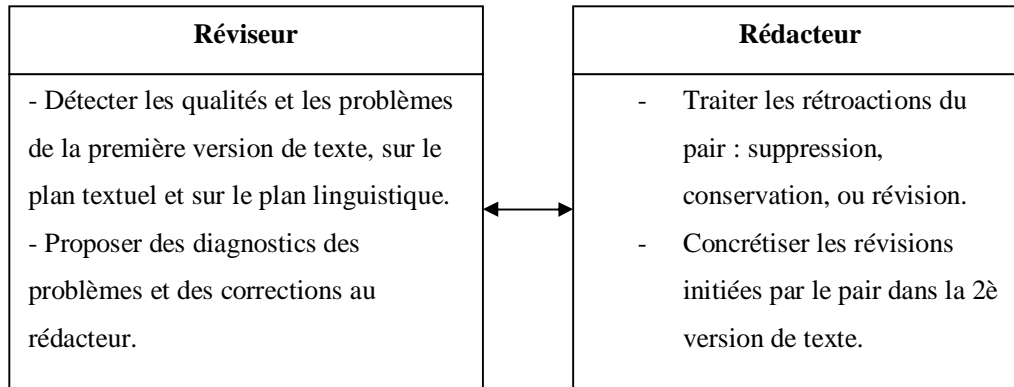 Réviseur
- Détecter les qualités et les problèmes
de la première version de texte, sur le
plan textuel et sur le plan linguistique.
- Proposer des diagnostics des
problèmes et des corrections au
rédacteur.
Rédacteur
- Traiter les rétroactions du
pair : suppression,
conservation, ou révision.
- Concrétiser les révisions
initiées par le pair dans la 2è
version de texte.